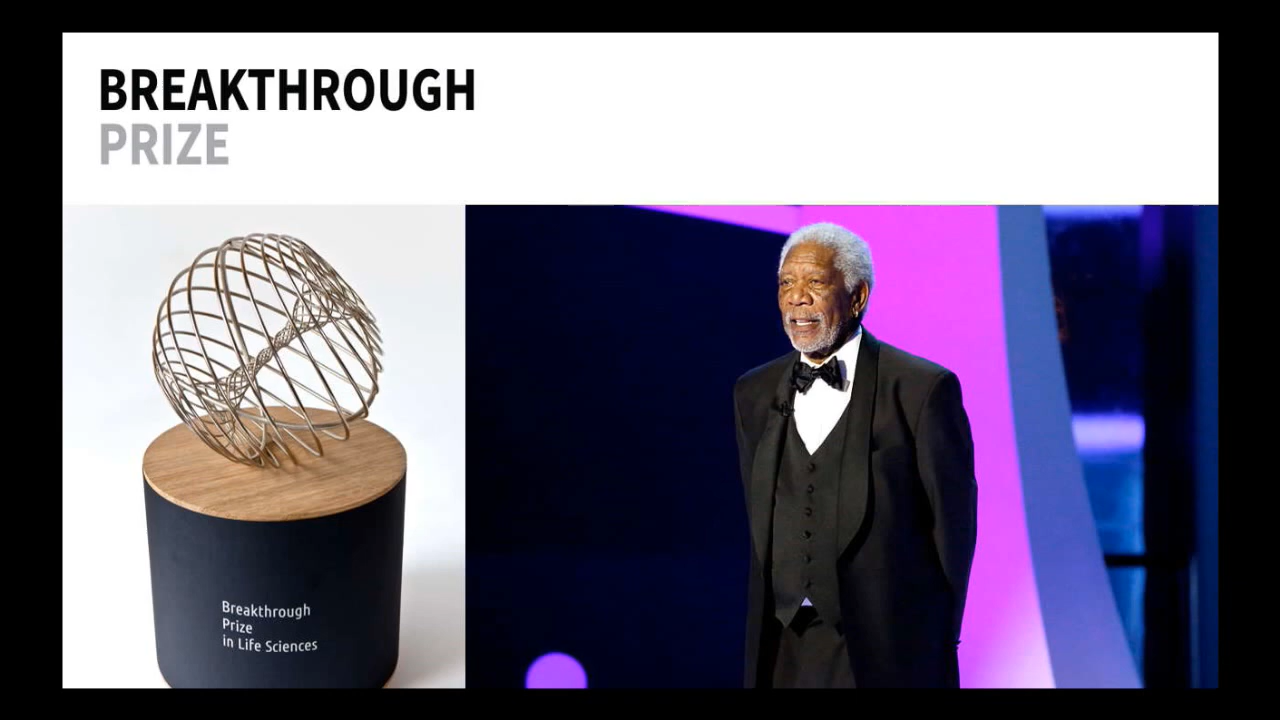 BREAKTHROUGH
PRIZE
Breakthrough
Prize
in Life Sciences